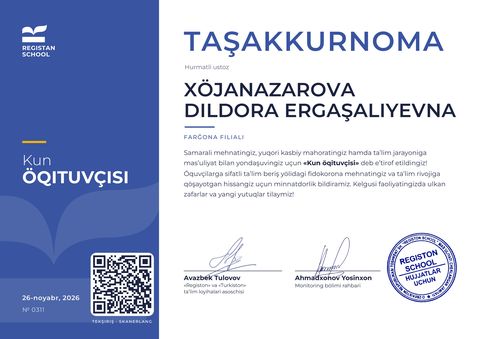 REGISTAN
SCHOOL
Kun
ÖQITUVÇISI
26-noyabr, 2026
№ 0311
TEKŞIRIŞ - SKANERLANG
TAŞAKKURNOMA
Hurmatli ustoz
XÖJANAZAROVA
DILDORA ERGAŞALIYEVNA
FARĞONA FILIALI
Samarali mehnatingiz, yuqori kasbiy mahoratingiz hamda ta’lim jarayoniga
mas’uliyat bilan yondaşuvingiz uçun «Kun öqituvçisi» deb e’tirof etildingiz!
Öquvçilarga sifatli ta’lim beriş yölidagi fidokorona mehnatingiz va ta’lim rivojiga
qöşayotgan hissangiz uçun minnatdorlik bildiramiz. Kelgusi faoliyatingizda ulkan
zafarlar va yangi yutuqlar tilaymiz!
Avazbek Tulovov
«Registon» va «Turkiston»
ta’lim loyihalari asosçhisi
Ahmadxonov Yosinxon
Monitoring bölimi rahbari
REGISTON
SCHOOL
HUJJATLAR
UCHUN